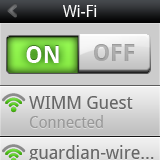 Wi-Fi
ON OFF
WIMM Guest
Connected
guardian-wire...